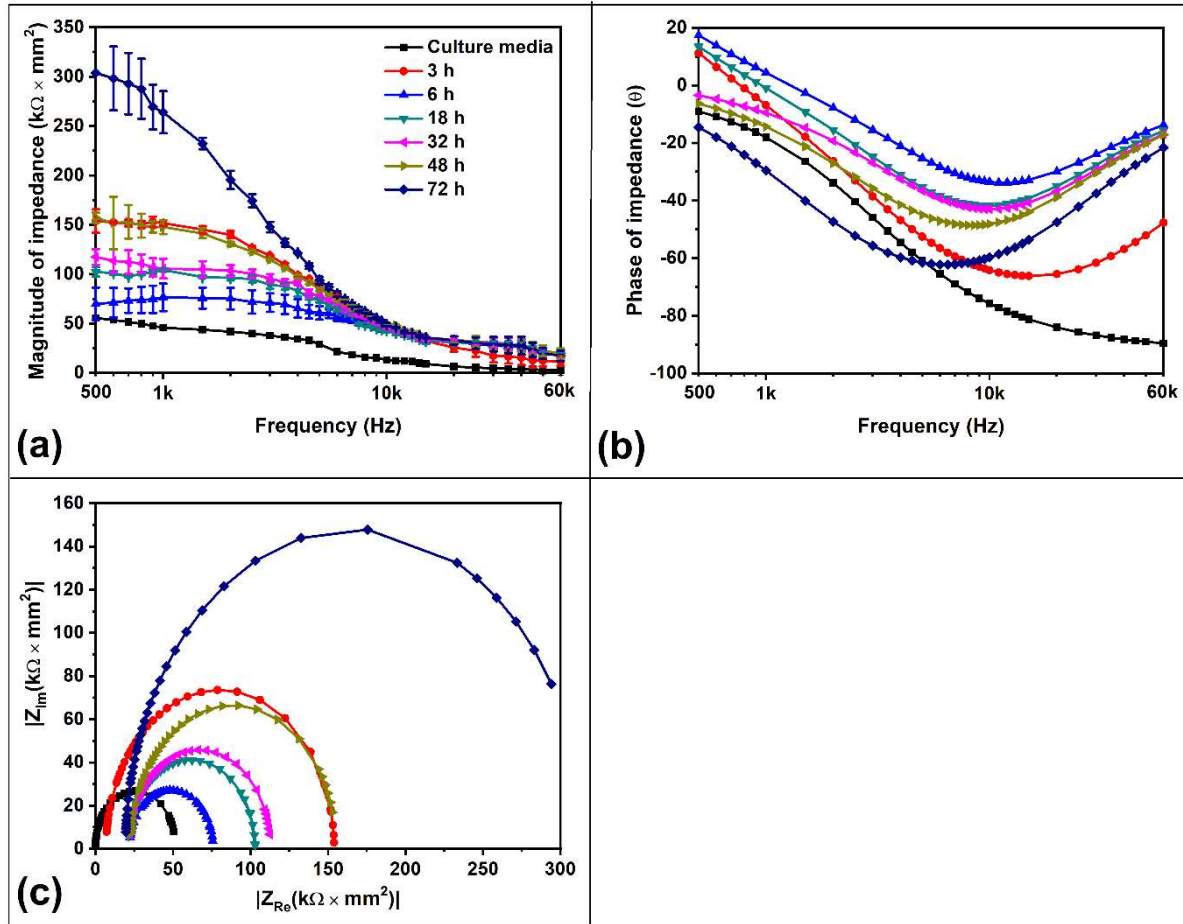 Magnitude of impedance (kΩ × mm²)
400
350
300
250
200
150
100
50
0
Culture media
3 h
6 h
18 h
32 h
48 h
72 h
500
1k
10k
60k
Frequency (Hz)
(a)
Phase of impedance (θ)
20
0
-20
-40
-60
-80
-100
500
1k
10k
60k
Frequency (Hz)
(b)
|Z_Im(kΩ × mm²)|
160
140
120
100
80
60
40
20
0
0
50
100
150
200
250
300
|Z_Re(kΩ × mm²)|
(c)